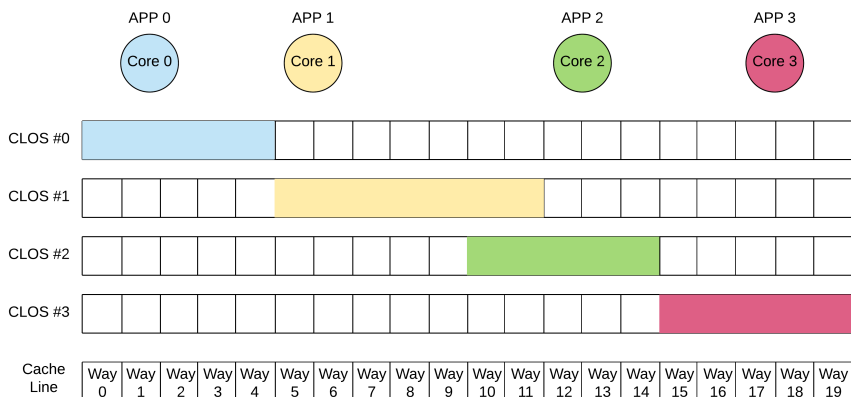 APP 0
APP 1
APP 2
APP 3
Core 0
Core 1
Core 2
Core 3
CLOS #0
CLOS #1
CLOS #2
CLOS #3
Cache Line
Way 0
Way 1
Way 2
Way 3
Way 4
Way 5
Way 6
Way 7
Way 8
Way 9
Way 10
Way 11
Way 12
Way 13
Way 14
Way 15
Way 16
Way 17
Way 18
Way 19